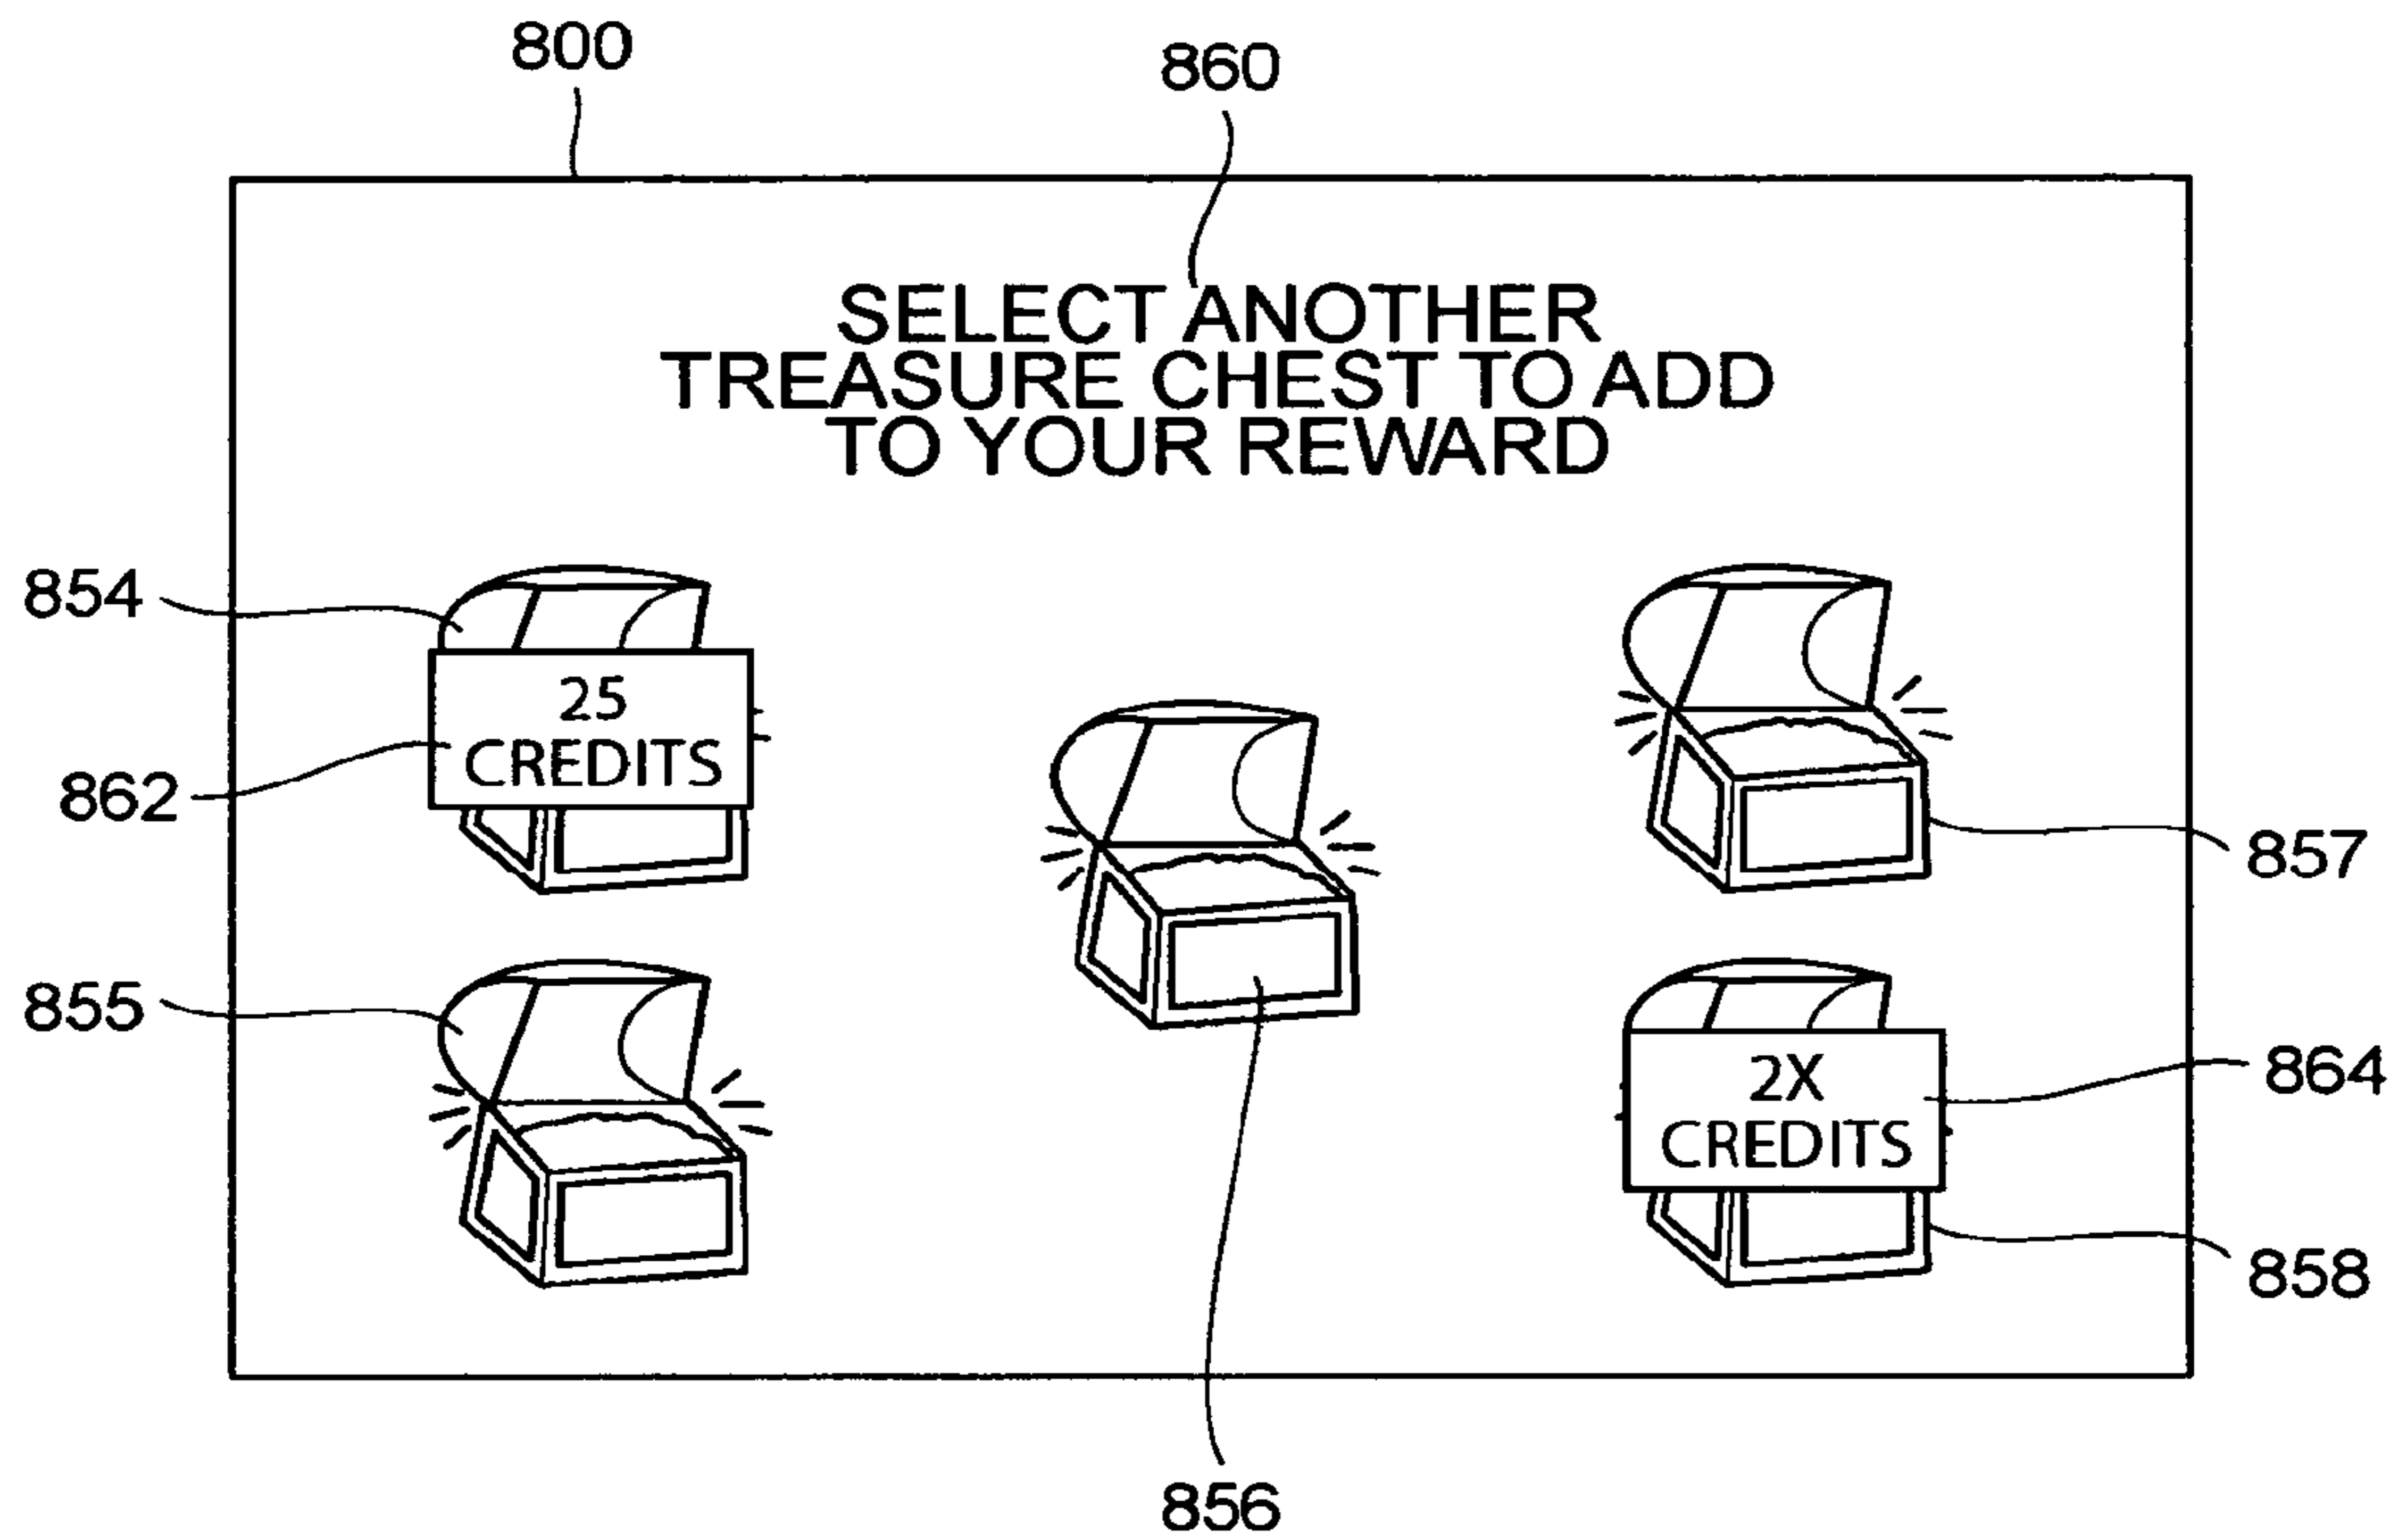 800
860
SELECT ANOTHER
TREASURE CHEST TO ADD
TO YOUR REWARD
854
25
CREDITS
862
857
855
2X
CREDITS
864
858
856